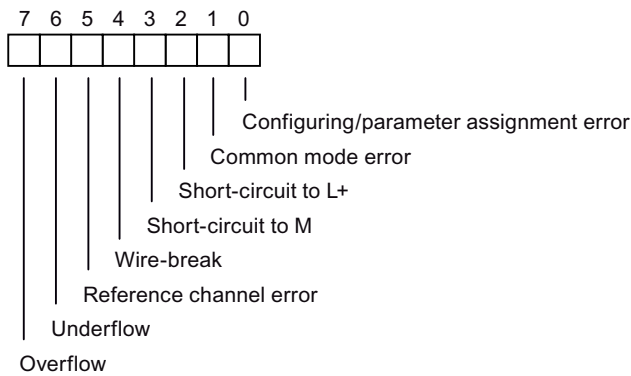 7 6 5 4 3 2 1 0
Configuring/parameter assignment error
Common mode error
Short-circuit to L+
Short-circuit to M
Wire-break
Reference channel error
Underflow
Overflow